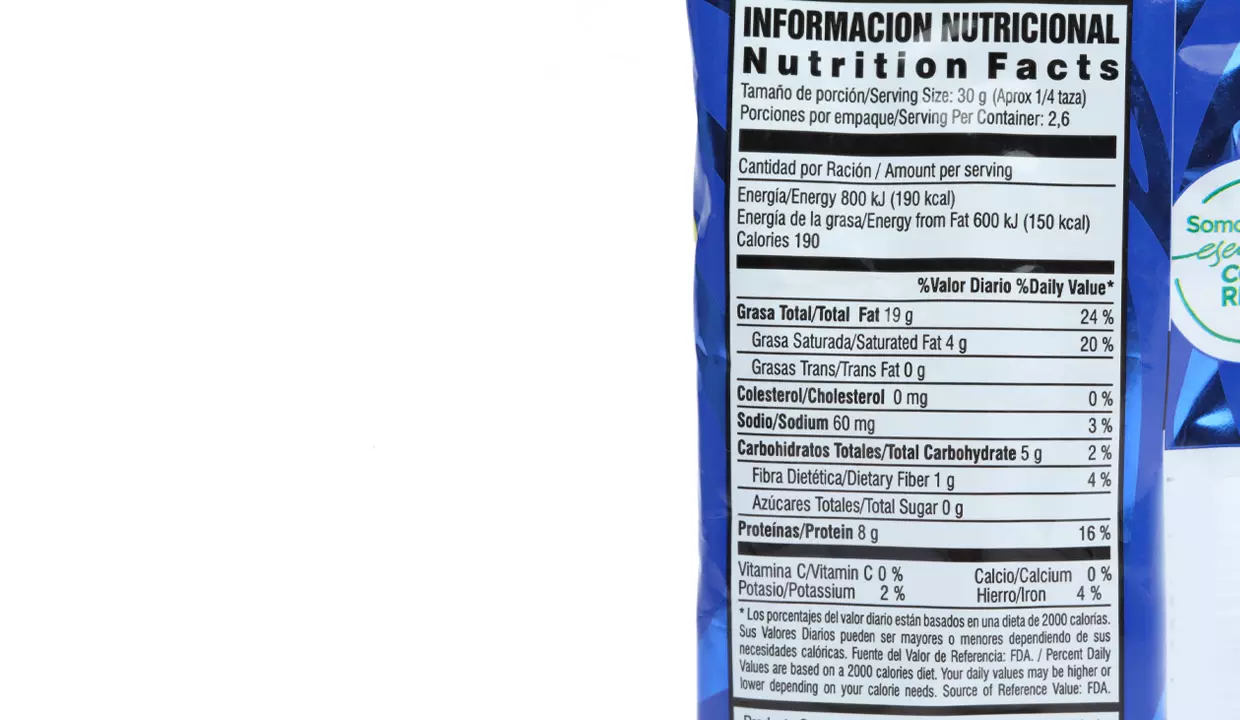 INFORMACION NUTRICIONAL
Nutrition Facts
Tamaño de porción/Serving Size: 30 g (Aprox 1/4 taza)
Porciones por empaque/Serving Per Container: 2,6
Cantidad por Ración / Amount per serving
Energía/Energy 800 kJ (190 kcal)
Energía de la grasa/Energy from Fat 600 kJ (150 kcal)
Calories 190
%Valor Diario %Daily Value*
Grasa Total/Total Fat 19 g 24 %
Grasa Saturada/Saturated Fat 4 g 20 %
Grasas Trans/Trans Fat 0 g
Colesterol/Cholesterol 0 mg 0 %
Sodio/Sodium 60 mg 3 %
Carbohidratos Totales/Total Carbohydrate 5 g 2 %
Fibra Dietética/Dietary Fiber 1 g 4 %
Azúcares Totales/Total Sugar 0 g
Proteínas/Protein 8 g 16 %
Vitamina C/Vitamin C 0 % Calcio/Calcium 0 %
Potasio/Potassium 2 % Hierro/Iron 4 %
* Los porcentajes del valor diario están basados en una dieta de 2000 calorías.
Sus Valores Diarios pueden ser mayores o menores dependiendo de sus
necesidades calóricas. Fuente del Valor de Referencia: FDA. / Percent Daily
Values are based on a 2000 calories diet. Your daily values may be higher or
lower depending on your calorie needs. Source of Reference Value: FDA.